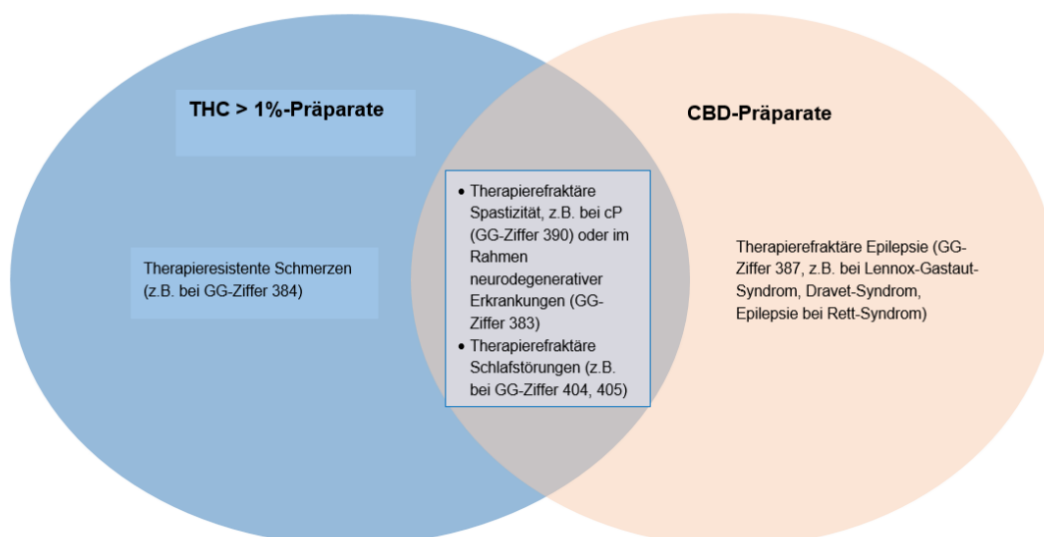 THC > 1%-Präparate
Therapieresistente Schmerzen
(z.B. bei GG-Ziffer 384)
• Therapierefraktäre
Spastizität, z.B. bei cP
(GG-Ziffer 390) oder im
Rahmen
neurodegenerativer
Erkrankungen (GG-
Ziffer 383)
• Therapierefraktäre
Schlafstörungen (z.B.
bei GG-Ziffer 404, 405)
CBD-Präparate
Therapierefraktäre Epilepsie (GG-
Ziffer 387, z.B. bei Lennox-Gastaut-
Syndrom, Dravet-Syndrom,
Epilepsie bei Rett-Syndrom)